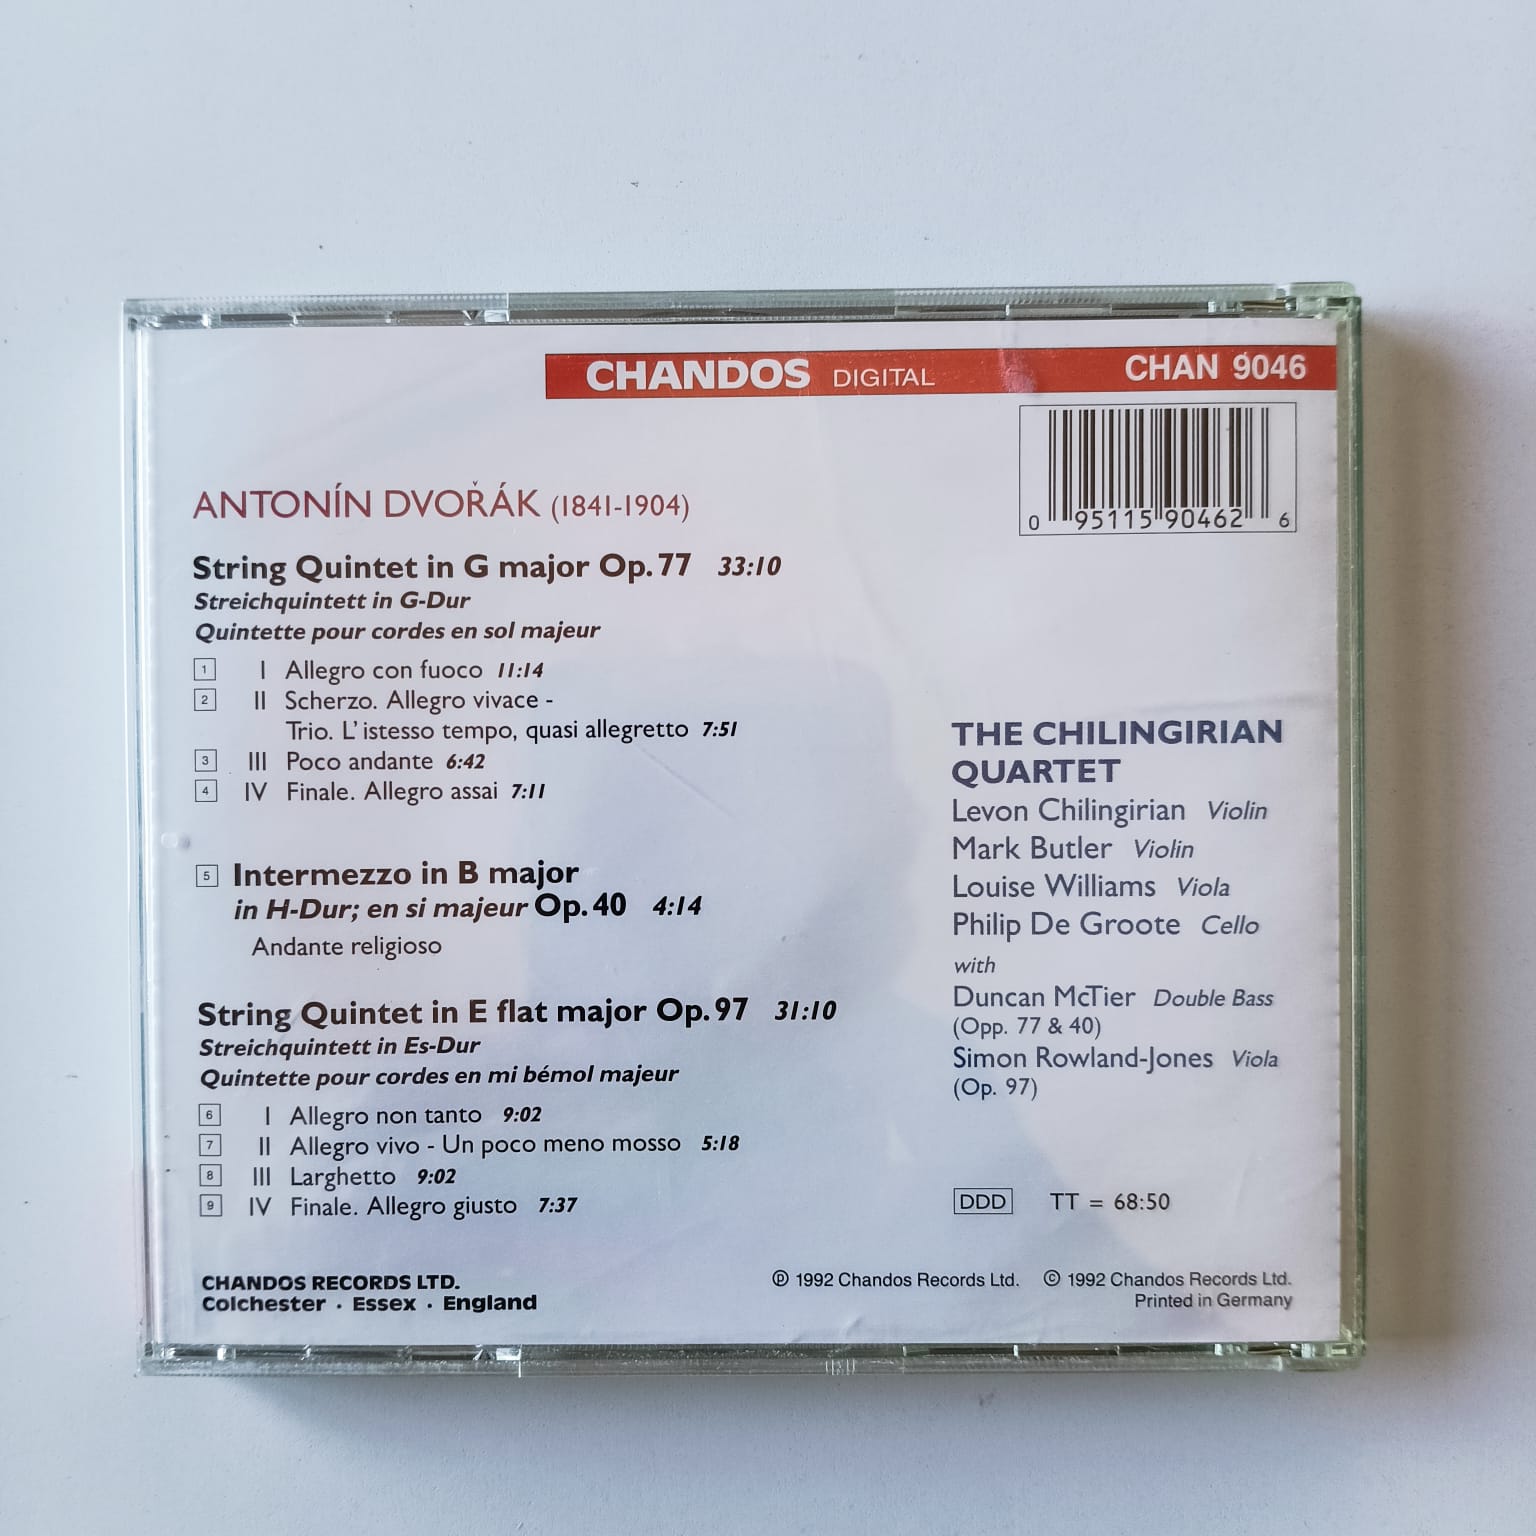 CHANDOS DIGITAL CHAN 9046
0 95115 90462 6
ANTONÍN DVOŘÁK (1841-1904)
String Quintet in G major Op. 77 33:10
Streichquintett in G-Dur
Quintette pour cordes en sol majeur
1 I Allegro con fuoco 11:14
2 II Scherzo. Allegro vivace -
Trio. L'istesso tempo, quasi allegretto 7:51
3 III Poco andante 6:42
4 IV Finale. Allegro assai 7:11
5 Intermezzo in B major
in H-Dur; en si majeur Op. 40 4:14
Andante religioso
String Quintet in E flat major Op. 97 31:10
Streichquintett in Es-Dur
Quintette pour cordes en mi bémol majeur
6 I Allegro non tanto 9:02
7 II Allegro vivo - Un poco meno mosso 5:18
8 III Larghetto 9:02
9 IV Finale. Allegro giusto 7:37
THE CHILINGIRIAN
QUARTET
Levon Chilingirian Violin
Mark Butler Violin
Louise Williams Viola
Philip De Groote Cello
with
Duncan McTier Double Bass
(Opp. 77 & 40)
Simon Rowland-Jones Viola
(Op. 97)
DDD TT = 68:50
CHANDOS RECORDS LTD.
Colchester · Essex · England
℗ 1992 Chandos Records Ltd. © 1992 Chandos Records Ltd.
Printed in Germany